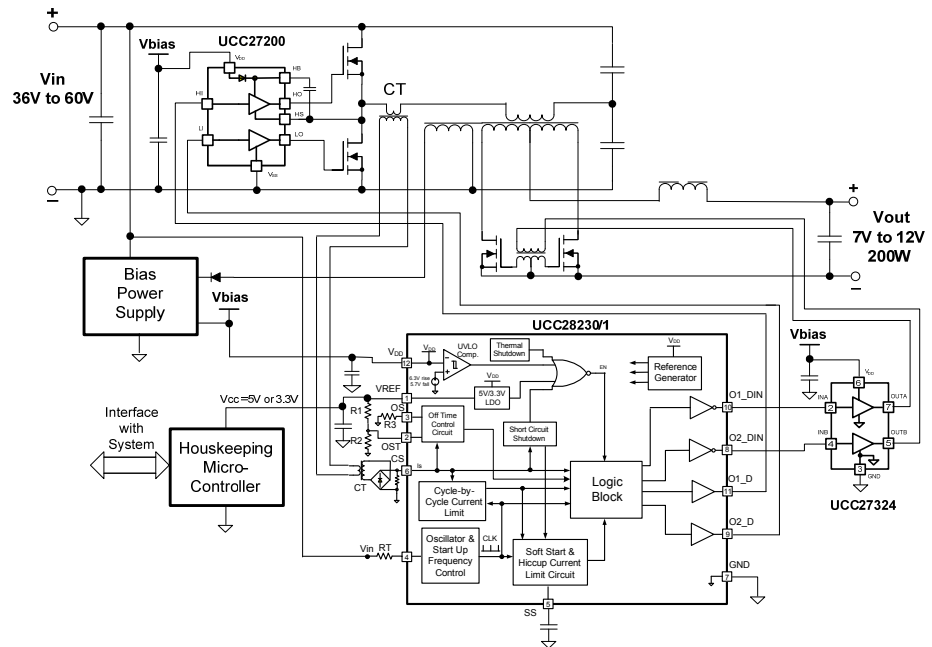 +
UCC27200
Vbias
VDD
HB
HO
HS
HI
LI
LO
VSS
Vin
36V to 60V
CT
−
+
Vout
7V to 12V
200W
−
Bias
Power
Supply
Vbias
UCC28230/1
Vbias
VDD
12
VDD
UVLO
Comp.
6.3V rise
5.7V fall
Thermal
Shutdown
EN
VDD
Reference
Generator
VREF
1
VDD
5V/3.3V
LDO
Vcc=5V or 3.3V
R1
OS
3
R3
R2
2
OST
Off Time
Control
Circuit
Short Circuit
Shutdown
Interface
with
System
Houskeeping
Micro-
Controller
CS
CT
6
Is
Cycle-by-
Cycle Current
Limit
Logic
Block
O1_DIN
10
O2_DIN
8
O1_D
11
O2_D
9
VDD
6
INA
2
7
OUTA
INB
4
5
OUTB
3
GND
UCC27324
Vin
RT
4
Oscillator &
Start Up
Frequency
Control
CLK
Soft Start &
Hiccup Current
Limit Circuit
GND
7
5
SS